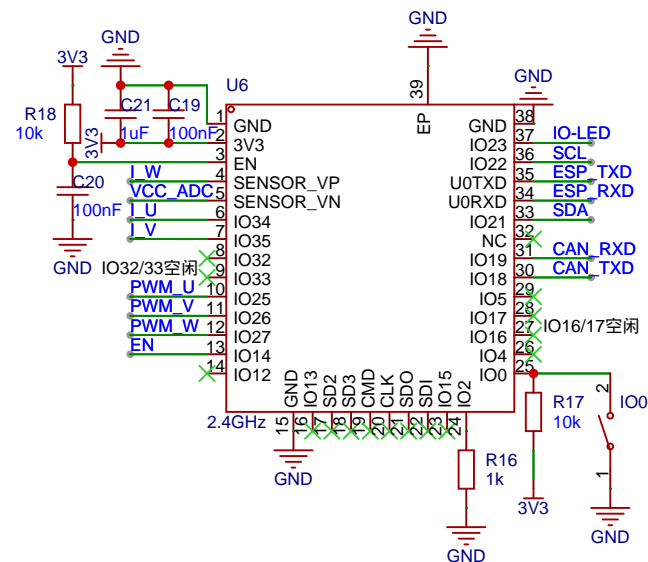 GND
GND
3V3
U6
39
GND
EP
R18
10k
C21
1uF
C19
100nF
3V3
1
GND
GND
38
2
3V3
IO23
37
IO-LED
3
EN
IO22
36
SCL
I_W
4
SENSOR_VP
U0TXD
35
ESP_TXD
C20
100nF
VCC_ADC
5
SENSOR_VN
U0RXD
34
ESP_RXD
I_U
6
IO34
IO21
33
SDA
I_V
7
IO35
NC
32
GND
IO32/33空闲
8
IO32
IO19
31
CAN_RXD
9
IO33
IO18
30
CAN_TXD
PWM_U
10
IO25
IO5
29
PWM_V
11
IO26
IO17
28
PWM_W
12
IO27
IO16
27
IO16/17空闲
EN
13
IO14
IO4
26
14
IO12
IO0
25
GND
IO13
SD2
SD3
CMD
CLK
SDO
SDI
IO15
IO2
2.4GHz
15
16
17
18
19
20
21
22
23
24
R17
10k
2
IO0
1
GND
R16
1k
3V3
GND
GND